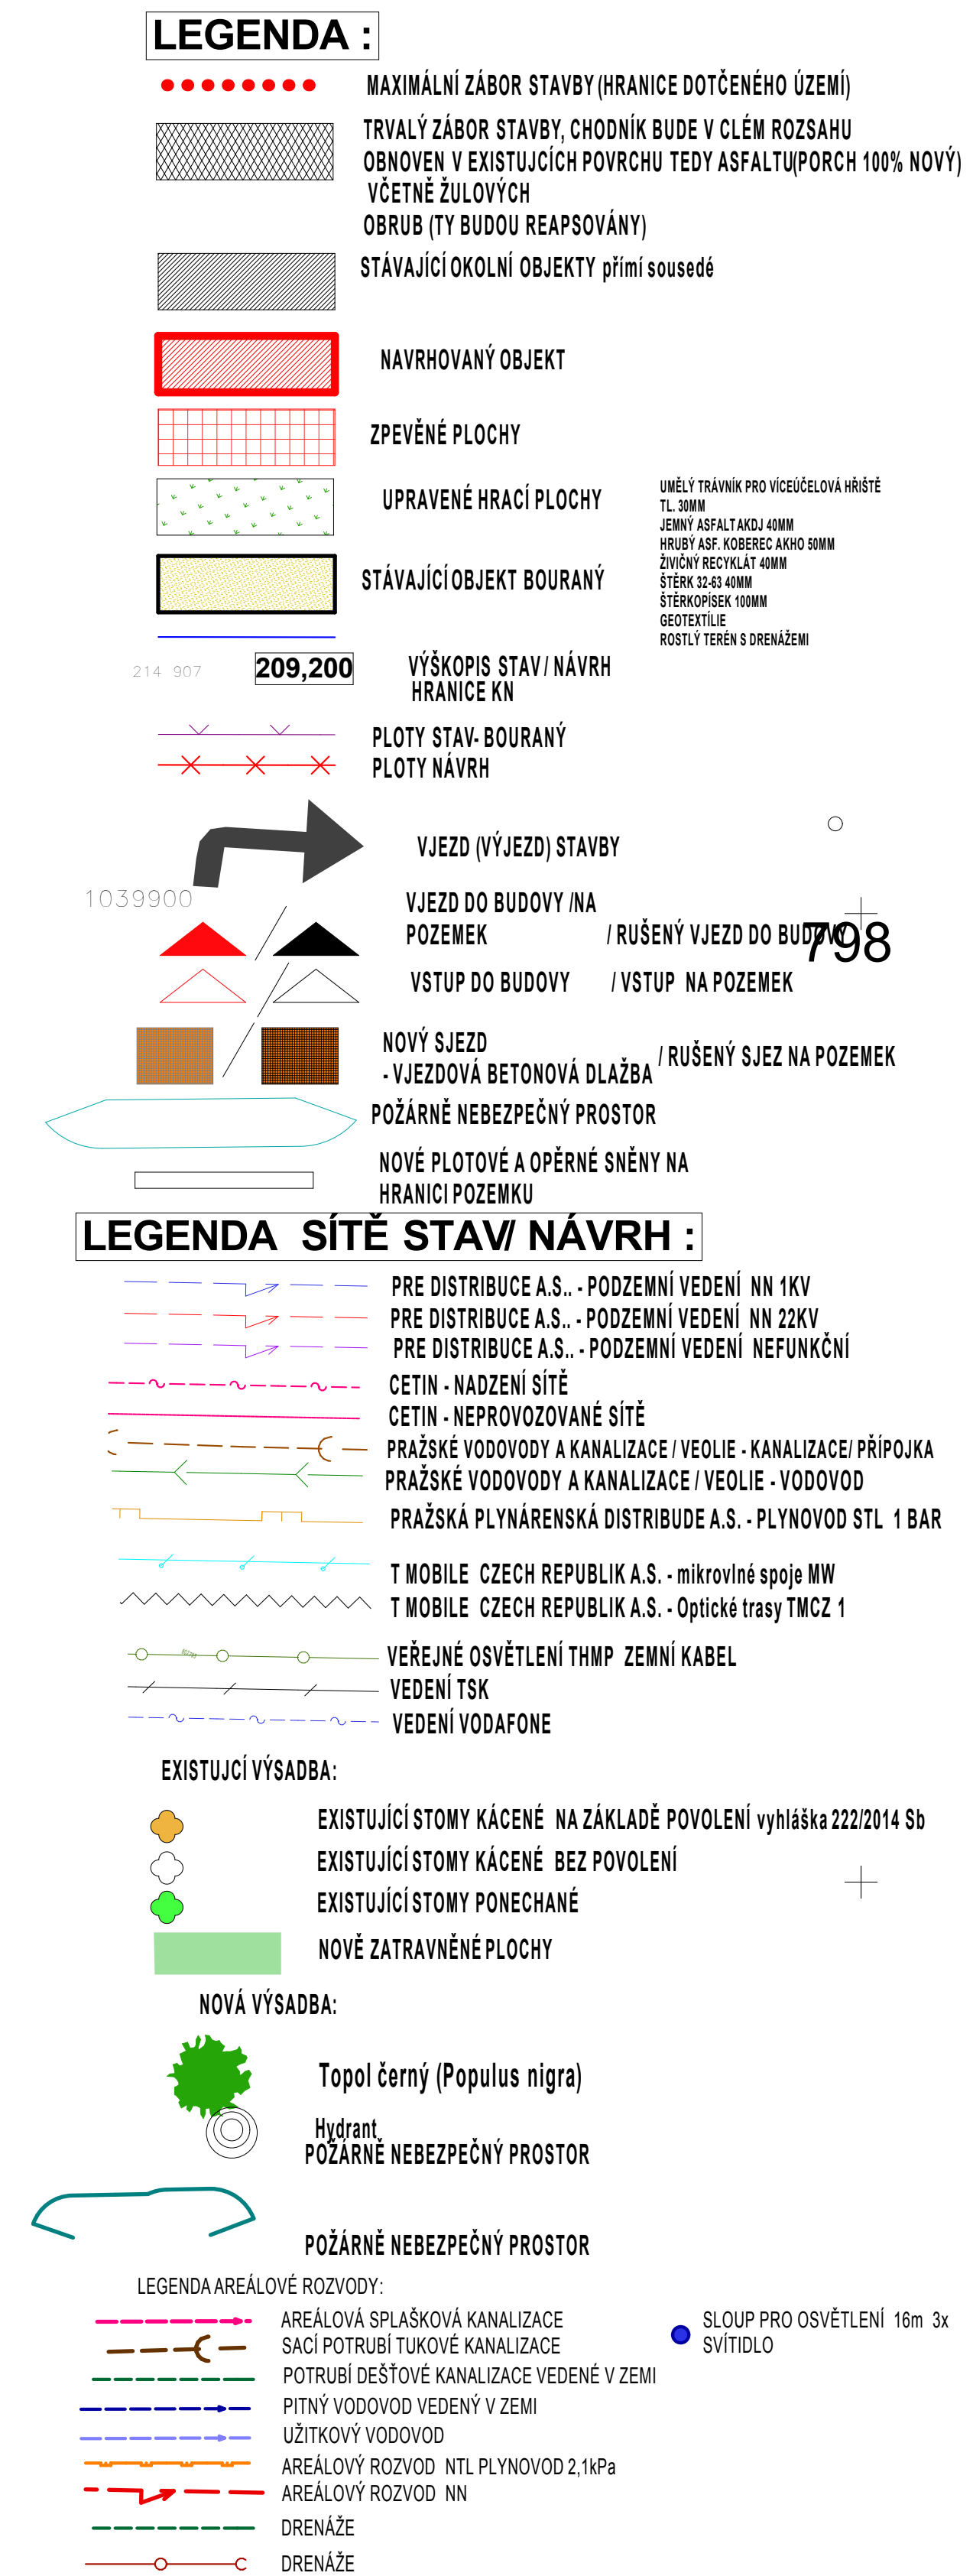 LEGENDA :
MAXIMÁLNÍ ZÁBOR STAVBY (HRANICE DOTČENÉHO ÚZEMÍ)
TRVALÝ ZÁBOR STAVBY, CHODNÍK BUDE V CLÉM ROZSAHU
OBNOVEN V EXISTUJCÍCH POVRCHU TEDY ASFALTU(PORCH 100% NOVÝ)
VČETNĚ ŽULOVÝCH
OBRUB (TY BUDOU REAPSOVÁNY)
STÁVAJÍCÍ OKOLNÍ OBJEKTY přímí sousedé
NAVRHOVANÝ OBJEKT
ZPEVĚNÉ PLOCHY
UPRAVENÉ HRACÍ PLOCHY
UMĚLÝ TRÁVNÍK PRO VÍCEÚČELOVÁ HŘIŠTĚ
TL. 30MM
JEMNÝ ASFALT AKDJ 40MM
HRUBÝ ASF. KOBEREC AKHO 50MM
ŽIVIČNÝ RECYKLÁT 40MM
ŠTĚRK 32-63 40MM
ŠTĚRKOPÍSEK 100MM
GEOTEXTÍLIE
ROSTLÝ TERÉN S DRENÁŽEMI
STÁVAJÍCÍ OBJEKT BOURANÝ
214 907 209,200 VÝŠKOPIS STAV / NÁVRH
HRANICE KN
PLOTY STAV- BOURANÝ
PLOTY NÁVRH
VJEZD (VÝJEZD) STAVBY
1039900
VJEZD DO BUDOVY /NA
POZEMEK / RUŠENÝ VJEZD DO BUDOVY
798
VSTUP DO BUDOVY / VSTUP NA POZEMEK
NOVÝ SJEZD
- VJEZDOVÁ BETONOVÁ DLAŽBA / RUŠENÝ SJEZ NA POZEMEK
POŽÁRNĚ NEBEZPEČNÝ PROSTOR
NOVÉ PLOTOVÉ A OPĚRNÉ SNĚNY NA
HRANICI POZEMKU
LEGENDA SÍTĚ STAV/ NÁVRH :
PRE DISTRIBUCE A.S.. - PODZEMNÍ VEDENÍ NN 1KV
PRE DISTRIBUCE A.S.. - PODZEMNÍ VEDENÍ NN 22KV
PRE DISTRIBUCE A.S.. - PODZEMNÍ VEDENÍ NEFUNKČNÍ
CETIN - NADZENÍ SÍTĚ
CETIN - NEPROVOZOVANÉ SÍTĚ
PRAŽSKÉ VODOVODY A KANALIZACE / VEOLIE - KANALIZACE/ PŘÍPOJKA
PRAŽSKÉ VODOVODY A KANALIZACE / VEOLIE - VODOVOD
PRAŽSKÁ PLYNÁRENSKÁ DISTRIBUDE A.S. - PLYNOVOD STL 1 BAR
T MOBILE CZECH REPUBLIK A.S. - mikrovlné spoje MW
T MOBILE CZECH REPUBLIK A.S. - Optické trasy TMCZ 1
VEŘEJNÉ OSVĚTLENÍ THMP ZEMNÍ KABEL
VEDENÍ TSK
VEDENÍ VODAFONE
EXISTUJCÍ VÝSADBA:
EXISTUJÍCÍ STOMY KÁCENÉ NA ZÁKLADĚ POVOLENÍ vyhláška 222/2014 Sb
EXISTUJÍCÍ STOMY KÁCENÉ BEZ POVOLENÍ
EXISTUJÍCÍ STOMY PONECHANÉ
NOVĚ ZATRAVNĚNÉ PLOCHY
NOVÁ VÝSADBA:
Topol černý (Populus nigra)
Hydrant
POŽÁRNĚ NEBEZPEČNÝ PROSTOR
POŽÁRNĚ NEBEZPEČNÝ PROSTOR
LEGENDA AREÁLOVÉ ROZVODY:
AREÁLOVÁ SPLAŠKOVÁ KANALIZACE
SACÍ POTRUBÍ TUKOVÉ KANALIZACE
POTRUBÍ DEŠŤOVÉ KANALIZACE VEDENÉ V ZEMI
PITNÝ VODOVOD VEDENÝ V ZEMI
UŽITKOVÝ VODOVOD
AREÁLOVÝ ROZVOD NTL PLYNOVOD 2,1kPa
AREÁLOVÝ ROZVOD NN
DRENÁŽE
DRENÁŽE
SLOUP PRO OSVĚTLENÍ 16m 3x
SVÍTIDLO